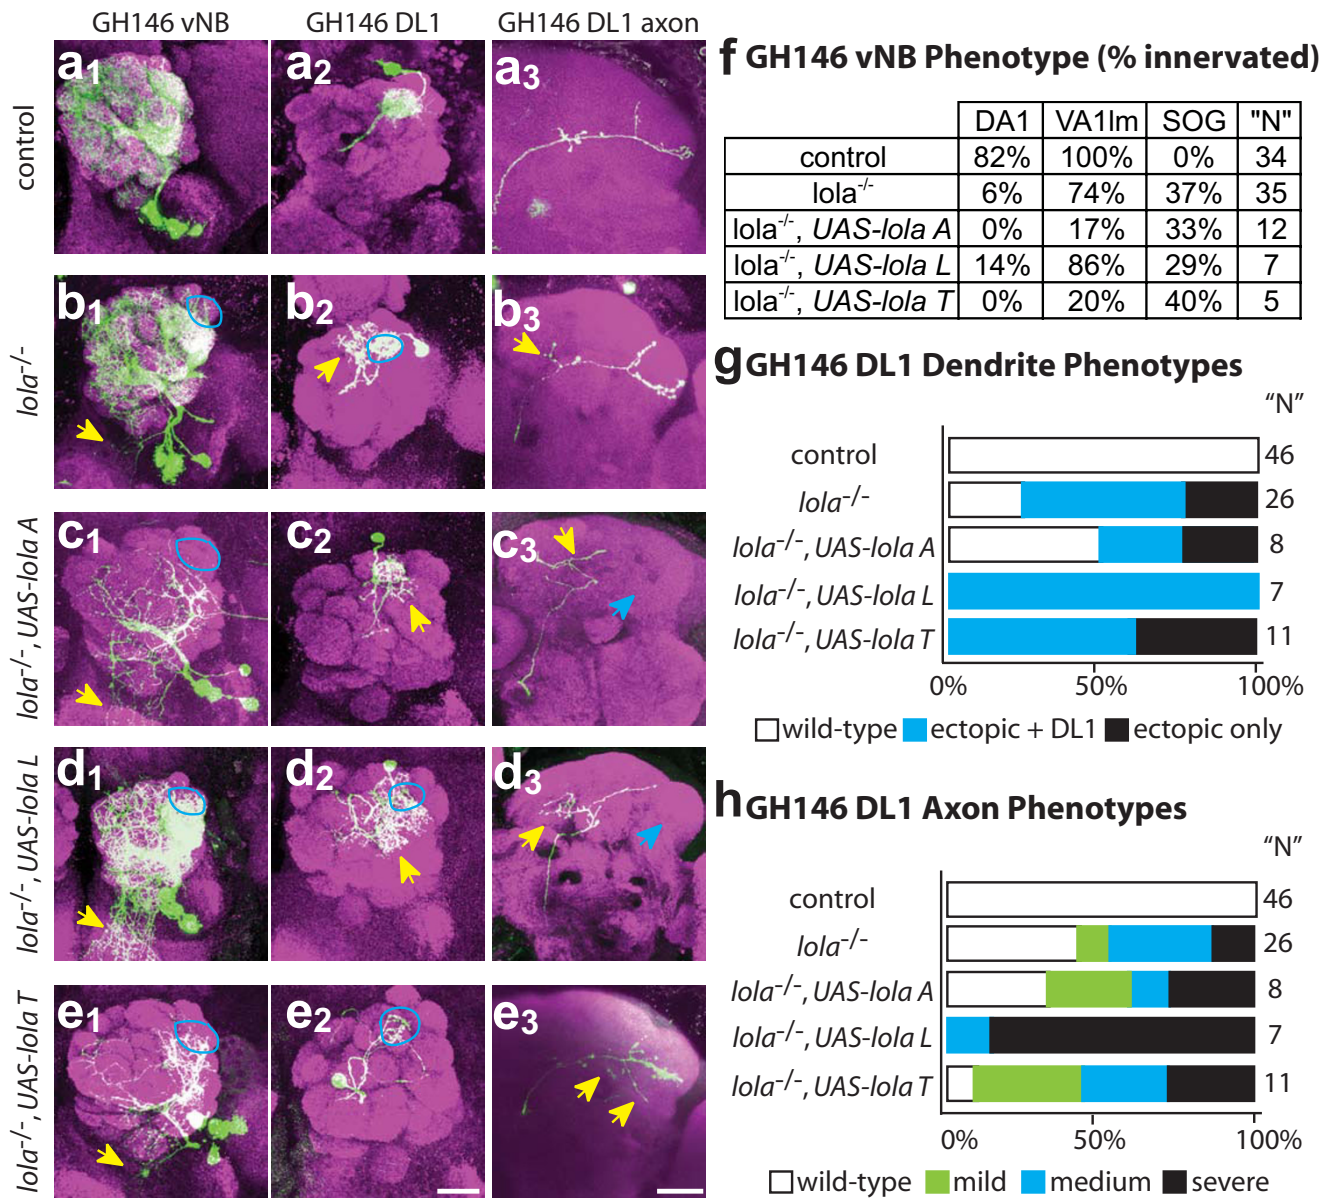 GH146 vNB GH146 DL1 GH146 DL1 axon
control
a1 a2 a3
lola-/-
b1 b2 b3
lola-/-, UAS-lola A
c1 c2 c3
lola-/-, UAS-lola L
d1 d2 d3
lola-/-, UAS-lola T
e1 e2 e3
f GH146 vNB Phenotype (% innervated)
DA1 VA1lm SOG "N"
control 82% 100% 0% 34
lola-/- 6% 74% 37% 35
lola-/-, UAS-lola A 0% 17% 33% 12
lola-/-, UAS-lola L 14% 86% 29% 7
lola-/-, UAS-lola T 0% 20% 40% 5
g GH146 DL1 Dendrite Phenotypes
“N”
control 46
lola-/- 26
lola-/-, UAS-lola A 8
lola-/-, UAS-lola L 7
lola-/-, UAS-lola T 11
0% 50% 100%
wild-type ectopic + DL1 ectopic only
h GH146 DL1 Axon Phenotypes
“N”
control 46
lola-/- 26
lola-/-, UAS-lola A 8
lola-/-, UAS-lola L 7
lola-/-, UAS-lola T 11
0% 50% 100%
wild-type mild medium severe